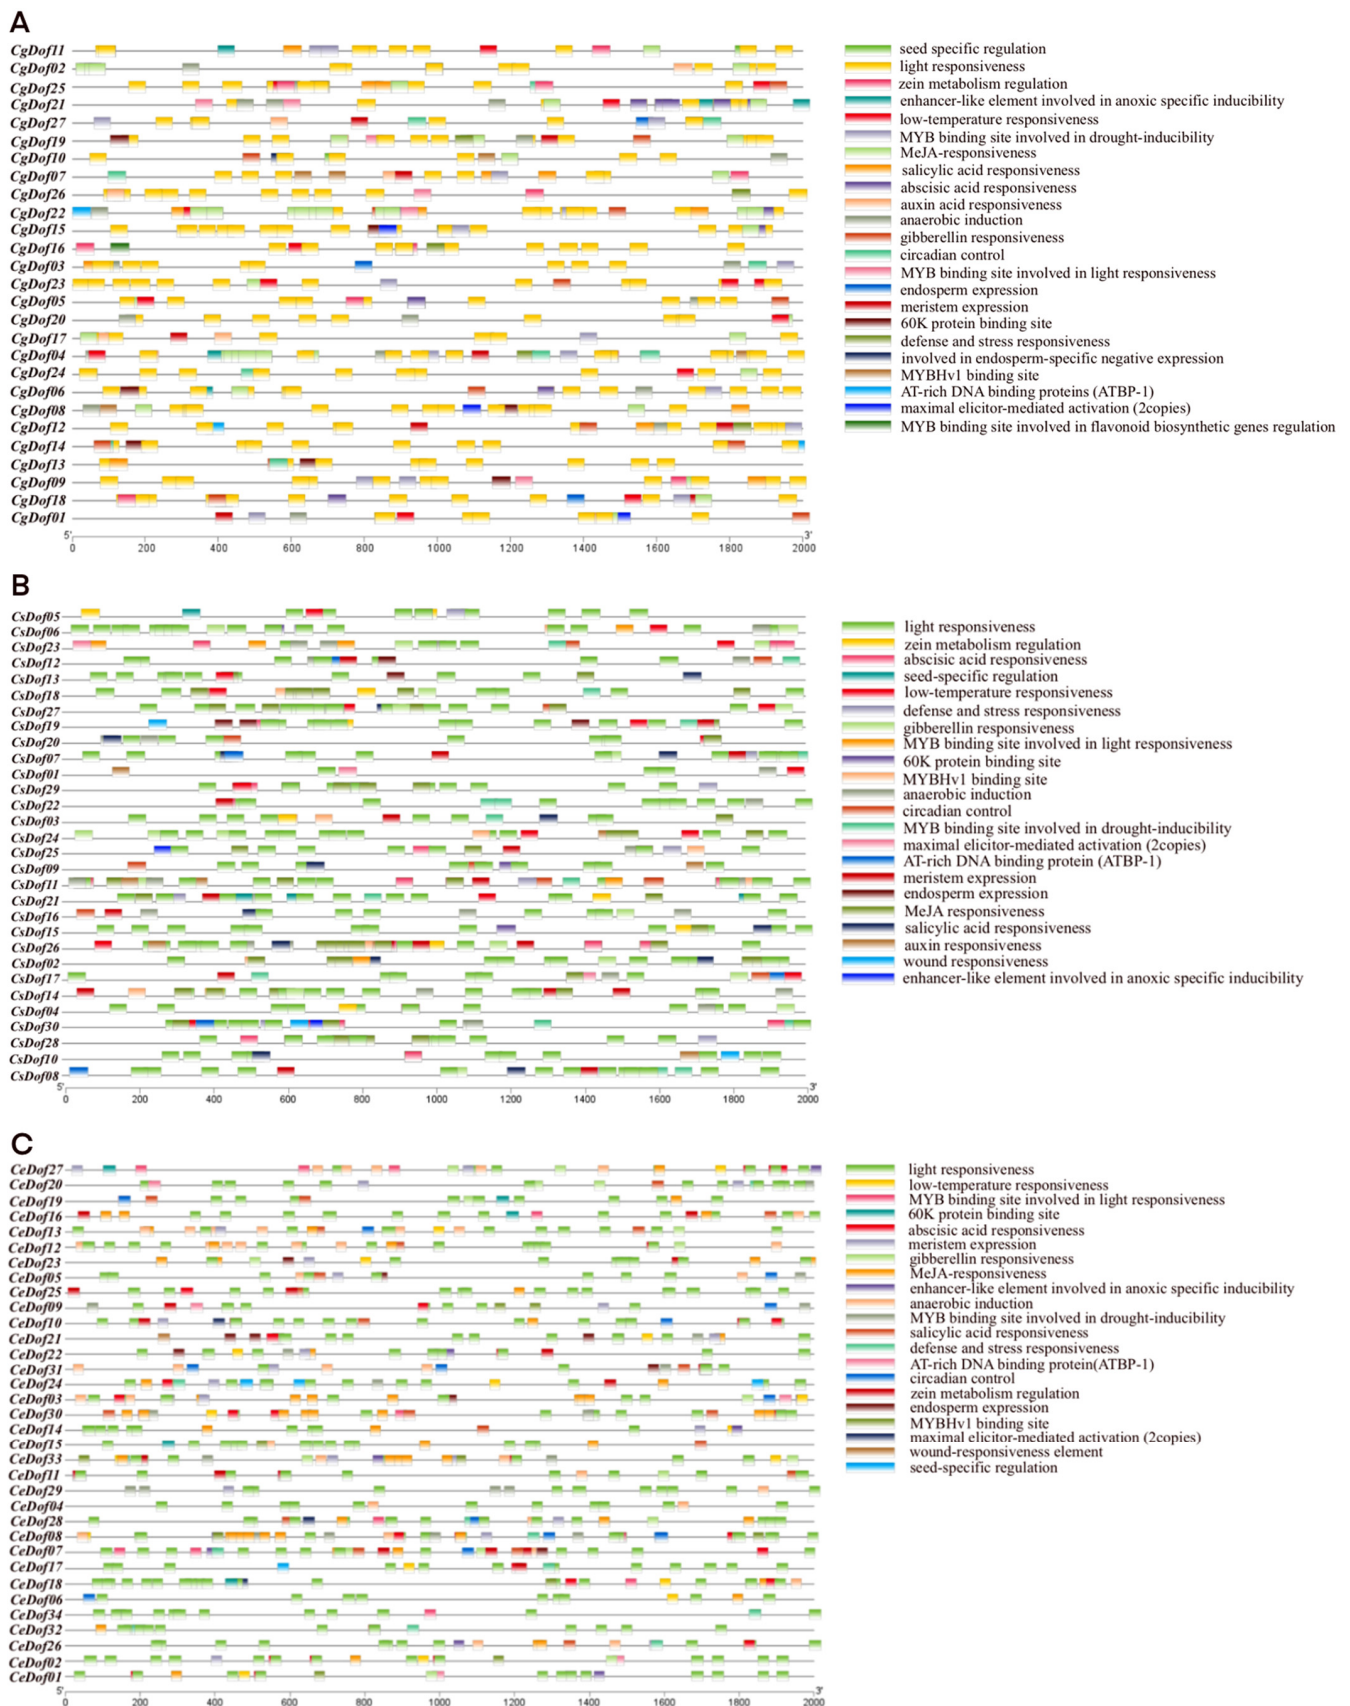 A
CgDof11
CgDof02
CgDof25
CgDof21
CgDof27
CgDof19
CgDof10
CgDof07
CgDof26
CgDof22
CgDof15
CgDof16
CgDof03
CgDof23
CgDof05
CgDof20
CgDof17
CgDof04
CgDof24
CgDof06
CgDof08
CgDof12
CgDof14
CgDof13
CgDof09
CgDof18
CgDof01
5' 3'
0 200 400 600 800 1000 1200 1400 1600 1800 2000
seed specific regulation
light responsiveness
zein metabolism regulation
enhancer-like element involved in anoxic specific inducibility
low-temperature responsiveness
MYB binding site involved in drought-inducibility
MeJA-responsiveness
salicylic acid responsiveness
abscisic acid responsiveness
auxin acid responsiveness
anaerobic induction
gibberellin responsiveness
circadian control
MYB binding site involved in light responsiveness
endosperm expression
meristem expression
60K protein binding site
defense and stress responsiveness
involved in endosperm-specific negative expression
MYBHv1 binding site
AT-rich DNA binding proteins (ATBP-1)
maximal elicitor-mediated activation (2copies)
MYB binding site involved in flavonoid biosynthetic genes regulation
B
CsDof05
CsDof06
CsDof23
CsDof12
CsDof13
CsDof18
CsDof27
CsDof19
CsDof20
CsDof07
CsDof01
CsDof29
CsDof22
CsDof03
CsDof24
CsDof25
CsDof09
CsDof11
CsDof21
CsDof16
CsDof15
CsDof26
CsDof02
CsDof17
CsDof14
CsDof04
CsDof30
CsDof28
CsDof10
CsDof08
5' 3'
0 200 400 600 800 1000 1200 1400 1600 1800 2000
light responsiveness
zein metabolism regulation
abscisic acid responsiveness
seed-specific regulation
low-temperature responsiveness
defense and stress responsiveness
gibberellin responsiveness
MYB binding site involved in light responsiveness
60K protein binding site
MYBHv1 binding site
anaerobic induction
circadian control
MYB binding site involved in drought-inducibility
maximal elicitor-mediated activation (2copies)
AT-rich DNA binding protein (ATBP-1)
meristem expression
endosperm expression
MeJA responsiveness
salicylic acid responsiveness
auxin responsiveness
wound responsiveness
enhancer-like element involved in anoxic specific inducibility
C
CeDof27
CeDof20
CeDof19
CeDof16
CeDof13
CeDof12
CeDof23
CeDof05
CeDof25
CeDof09
CeDof10
CeDof21
CeDof22
CeDof31
CeDof24
CeDof03
CeDof30
CeDof14
CeDof15
CeDof33
CeDof11
CeDof29
CeDof04
CeDof28
CeDof08
CeDof07
CeDof17
CeDof18
CeDof06
CeDof34
CeDof32
CeDof26
CeDof02
CeDof01
5' 3'
0 200 400 600 800 1000 1200 1400 1600 1800 2000
light responsiveness
low-temperature responsiveness
MYB binding site involved in light responsiveness
60K protein binding site
abscisic acid responsiveness
meristem expression
gibberellin responsiveness
MeJA-responsiveness
enhancer-like element involved in anoxic specific inducibility
anaerobic induction
MYB binding site involved in drought-inducibility
salicylic acid responsiveness
defense and stress responsiveness
AT-rich DNA binding protein(ATBP-1)
circadian control
zein metabolism regulation
endosperm expression
MYBHv1 binding site
maximal elicitor-mediated activation (2copies)
wound-responsiveness element
seed-specific regulation